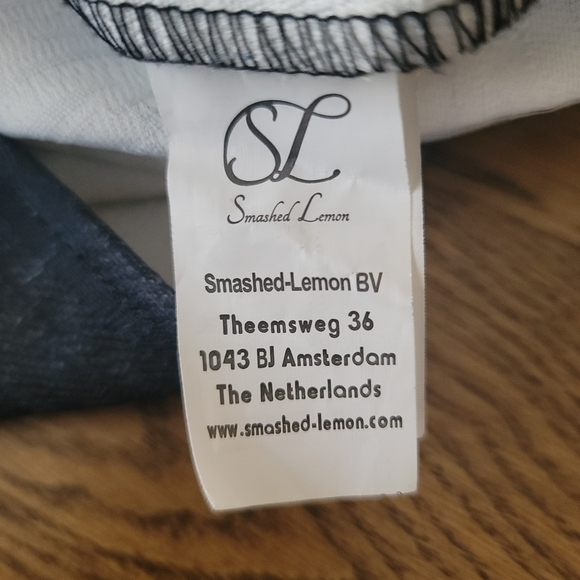 SL
Smashed Lemon
Smashed-Lemon BV
Theemsweg 36
1043 BJ Amsterdam
The Netherlands
www.smashed-lemon.com